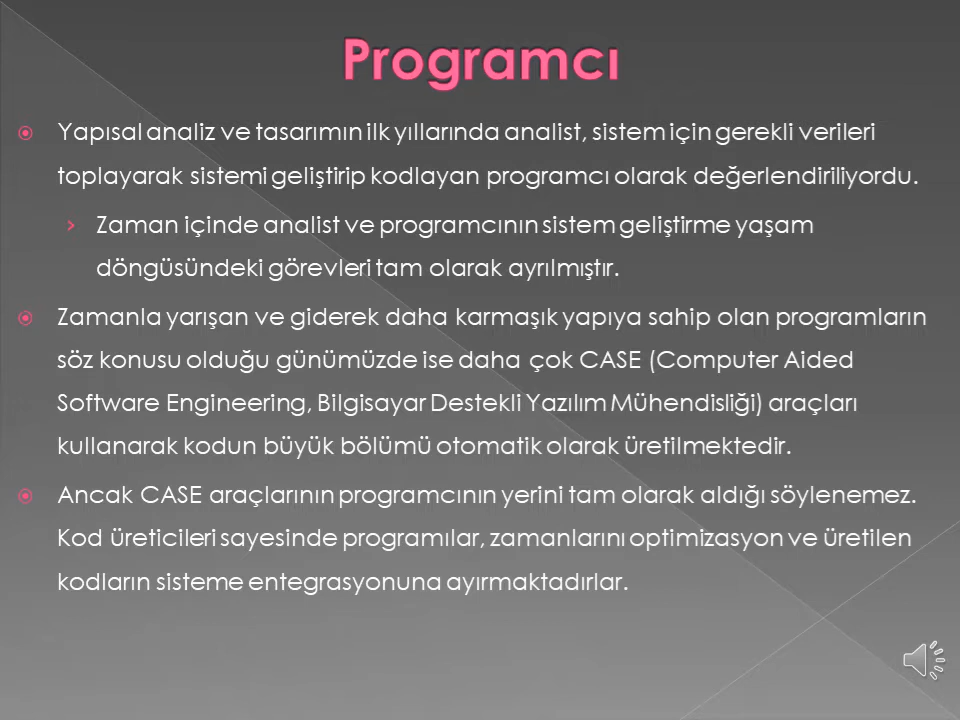 Programcı
Yapısal analiz ve tasarımın ilk yıllarında analist, sistem için gerekli verileri
toplayarak sistemi geliştirip kodlayan programcı olarak değerlendiriliyordu.
Zaman içinde analist ve programcının sistem geliştirme yaşam
döngüsündeki görevleri tam olarak ayrılmıştır.
Zamanla yarışan ve giderek daha karmaşık yapıya sahip olan programların
söz konusu olduğu günümüzde ise daha çok CASE (Computer Aided
Software Engineering, Bilgisayar Destekli Yazılım Mühendisliği) araçları
kullanarak kodun büyük bölümü otomatik olarak üretilmektedir.
Ancak CASE araçlarının programcının yerini tam olarak aldığı söylenemez.
Kod üreticileri sayesinde programılar, zamanlarını optimizasyon ve üretilen
kodların sisteme entegrasyonuna ayırmaktadırlar.